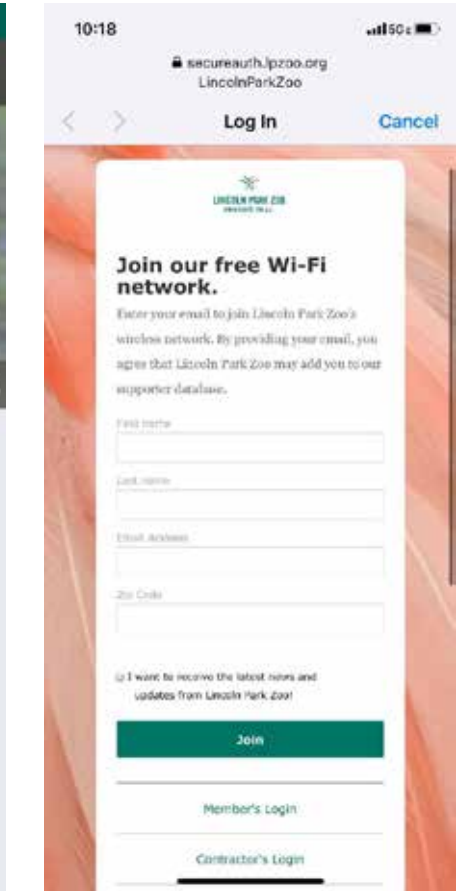 10:18
secureauth.lpzoo.org
LincolnParkZoo
Log In
Cancel
LINCOLN PARK ZOO
Join our free Wi-Fi
network.
Enter your email to join Lincoln Park Zoo's
wireless network. By providing your email, you
agree that Lincoln Park Zoo may add you to our
supporter database.
First name
Last name
Email Address
Zip Code
I want to receive the latest news and
updates from Lincoln Park Zoo!
Join
Member's Login
Contractor's Login